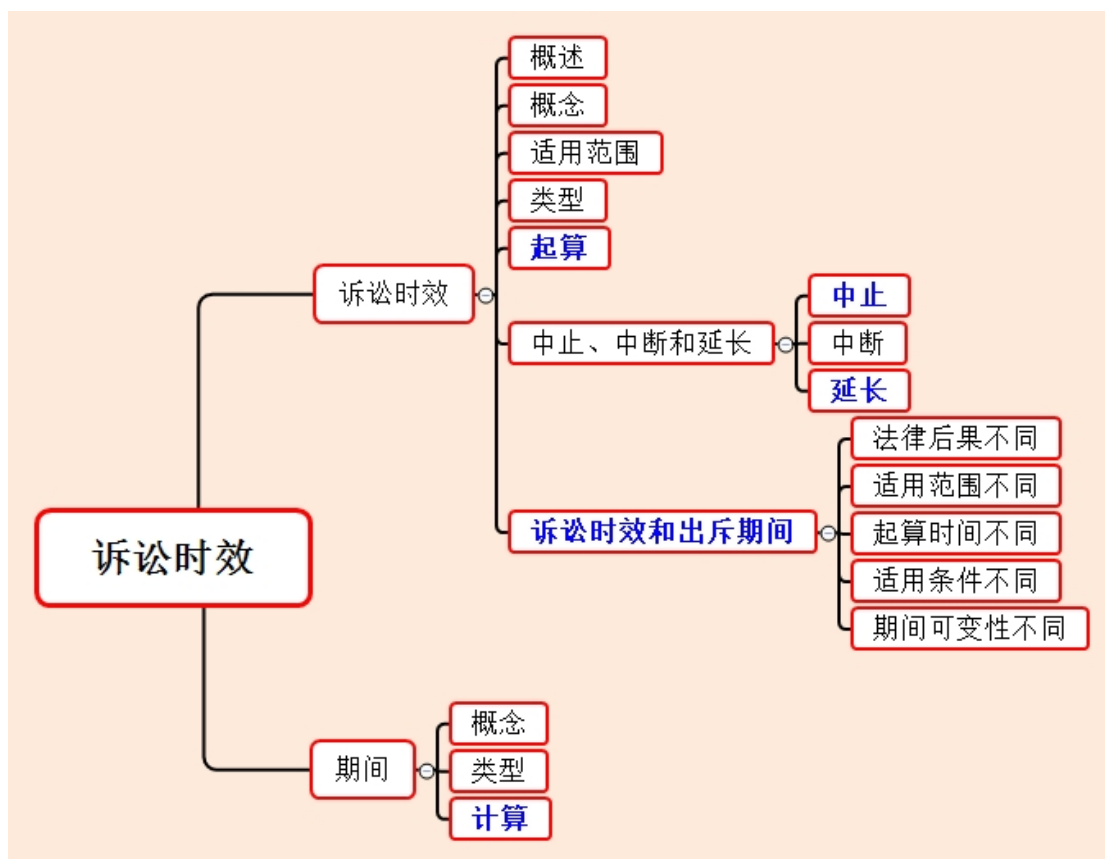 诉讼时效
诉讼时效
概述
概念
适用范围
类型
起算
中止、中断和延长
中止
中断
延长
诉讼时效和出斥期间
法律后果不同
适用范围不同
起算时间不同
适用条件不同
期间可变性不同
期间
概念
类型
计算